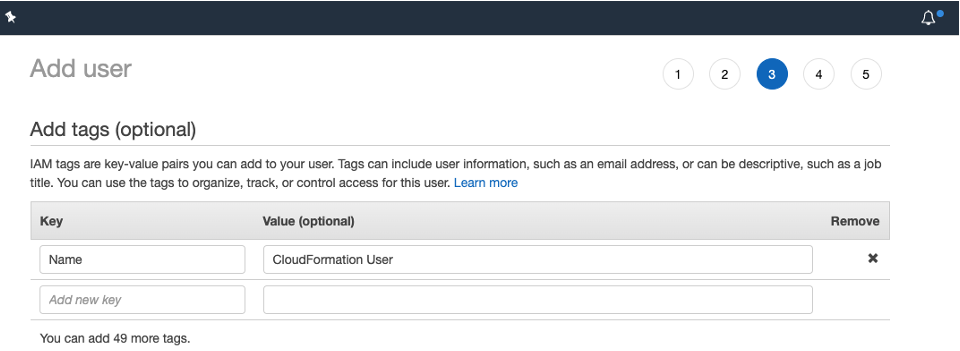 Add user
1 2 3 4 5
Add tags (optional)
IAM tags are key-value pairs you can add to your user. Tags can include user information, such as an email address, or can be descriptive, such as a job
title. You can use the tags to organize, track, or control access for this user. Learn more
Key Value (optional) Remove
Name CloudFormation User
Add new key
You can add 49 more tags.